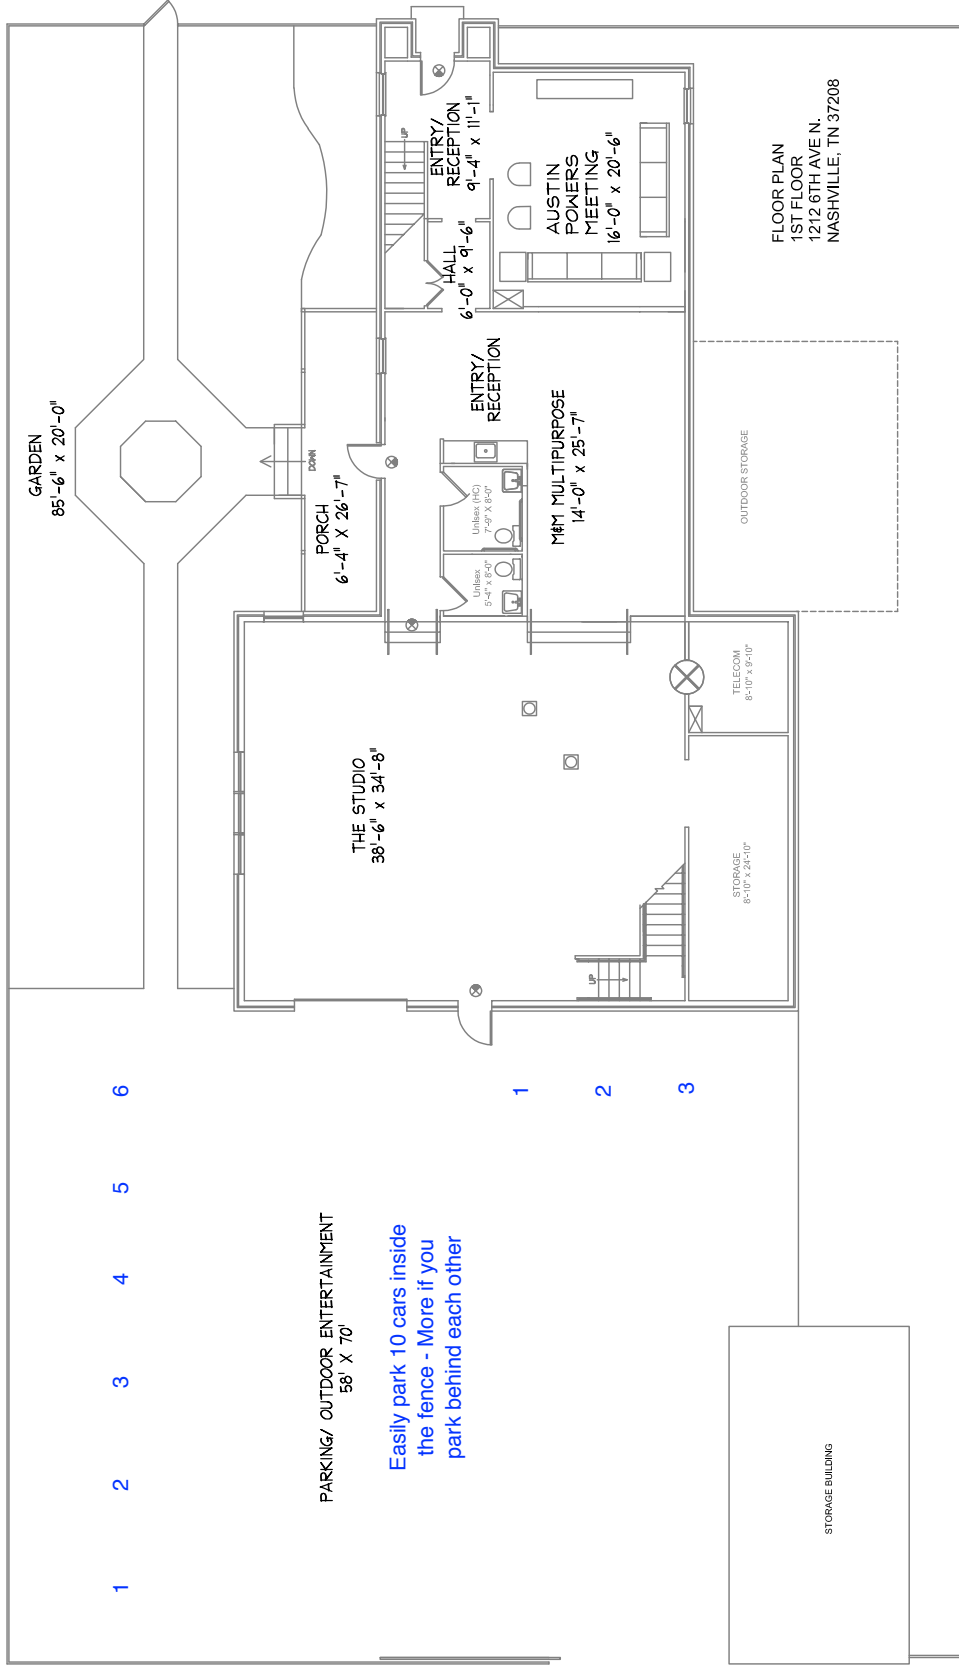 GARDEN
85'-6" X 20'-0"
PORCH
6'-4" X 26'-7"
DOWN
UP
ENTRY/
RECEPTION
9'-4" X 11'-1"
HALL
6'-0" X 9'-6"
AUSTIN
POWERS
MEETING
16'-0" X 20'-6"
ENTRY/
RECEPTION
M&M MULTIPURPOSE
14'-0" X 25'-7"
Unisex (HC)
7'-9" X 8'-0"
Unisex
5'-4" X 8'-0"
THE STUDIO
38'-6" X 34'-8"
UP
TELECOM
8'-10" x 9'-10"
STORAGE
8'-10" x 24'-10"
OUTDOOR STORAGE
FLOOR PLAN
1ST FLOOR
1212 6TH AVE N.
NASHVILLE, TN 37208
1
2
3
4
5
6
1
2
3
PARKING/ OUTDOOR ENTERTAINMENT
58' X 70'
Easily park 10 cars inside
the fence - More if you
park behind each other
STORAGE BUILDING